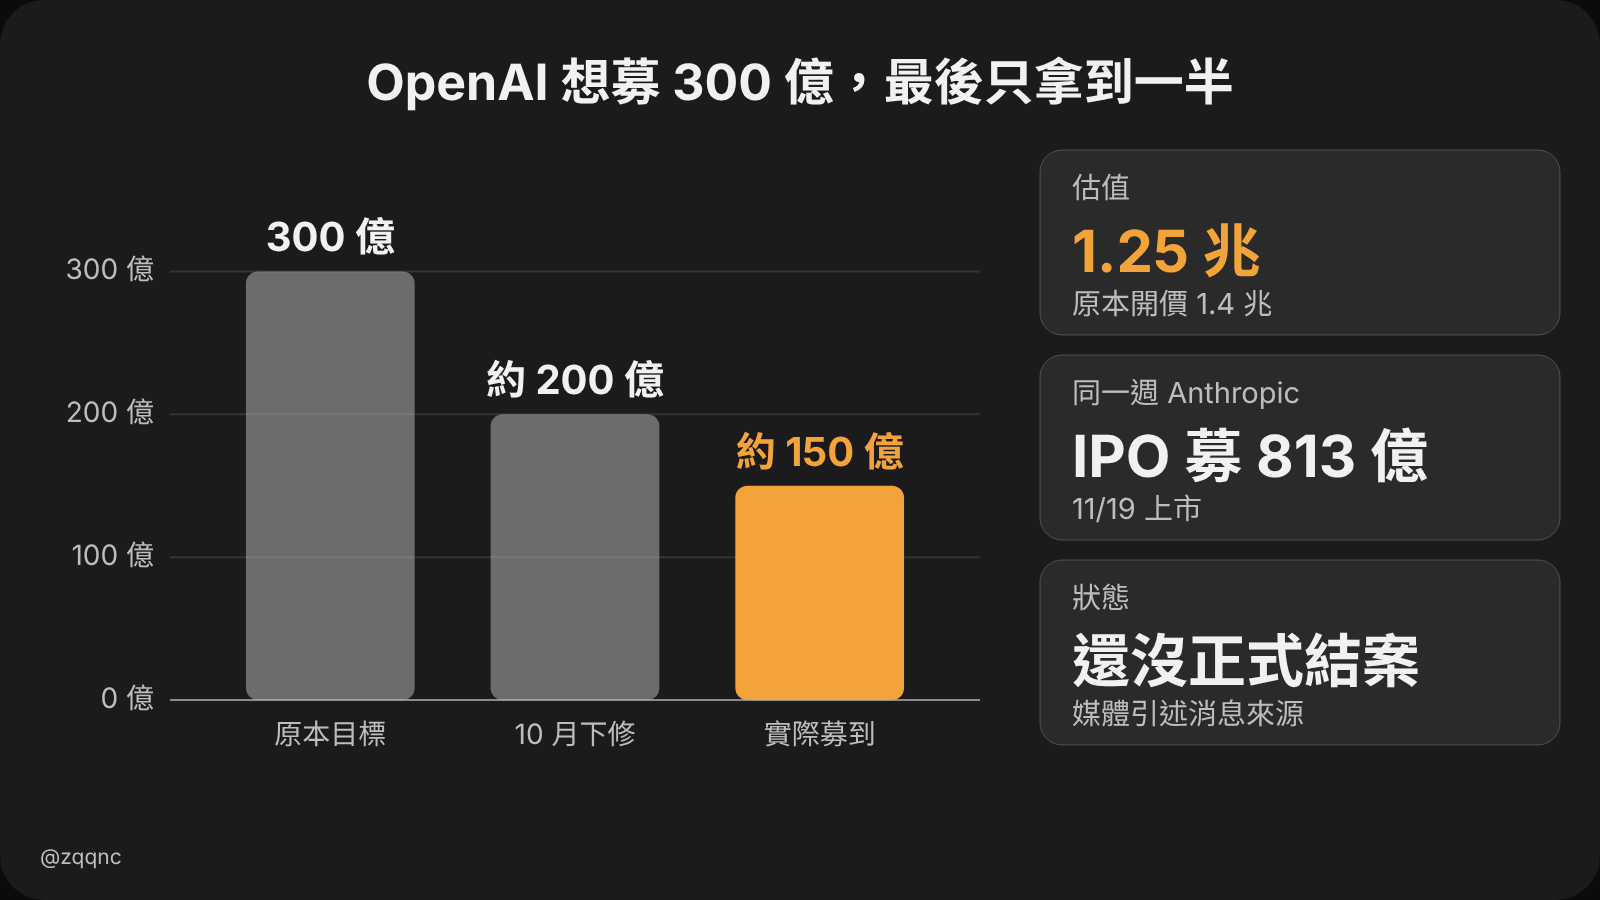 OpenAI 想募 300 億，最後只拿到一半
300 億
200 億
100 億
0 億
300 億
約 200 億
約 150 億
原本目標
10 月下修
實際募到
估值
1.25 兆
原本開價 1.4 兆
同一週 Anthropic
IPO 募 813 億
11/19 上市
狀態
還沒正式結案
媒體引述消息來源
@zqqnc